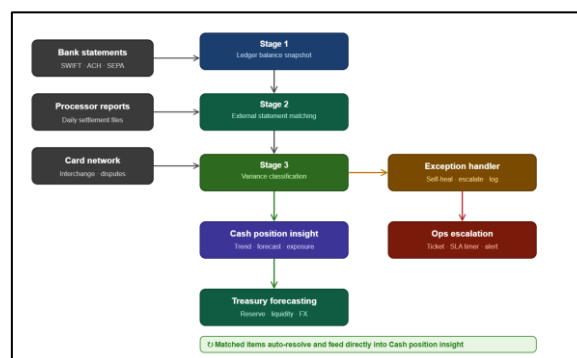 Bank statements
SWIFT · ACH · SEPA
Stage 1
Ledger balance snapshot
Processor reports
Daily settlement files
Stage 2
External statement matching
Card network
Interchange · disputes
Stage 3
Variance classification
Exception handler
Self-heal · escalate · log
Cash position insight
Trend · forecast · exposure
Ops escalation
Ticket · SLA timer · alert
Treasury forecasting
Reserve · liquidity · FX
↻ Matched items auto-resolve and feed directly into Cash position insight